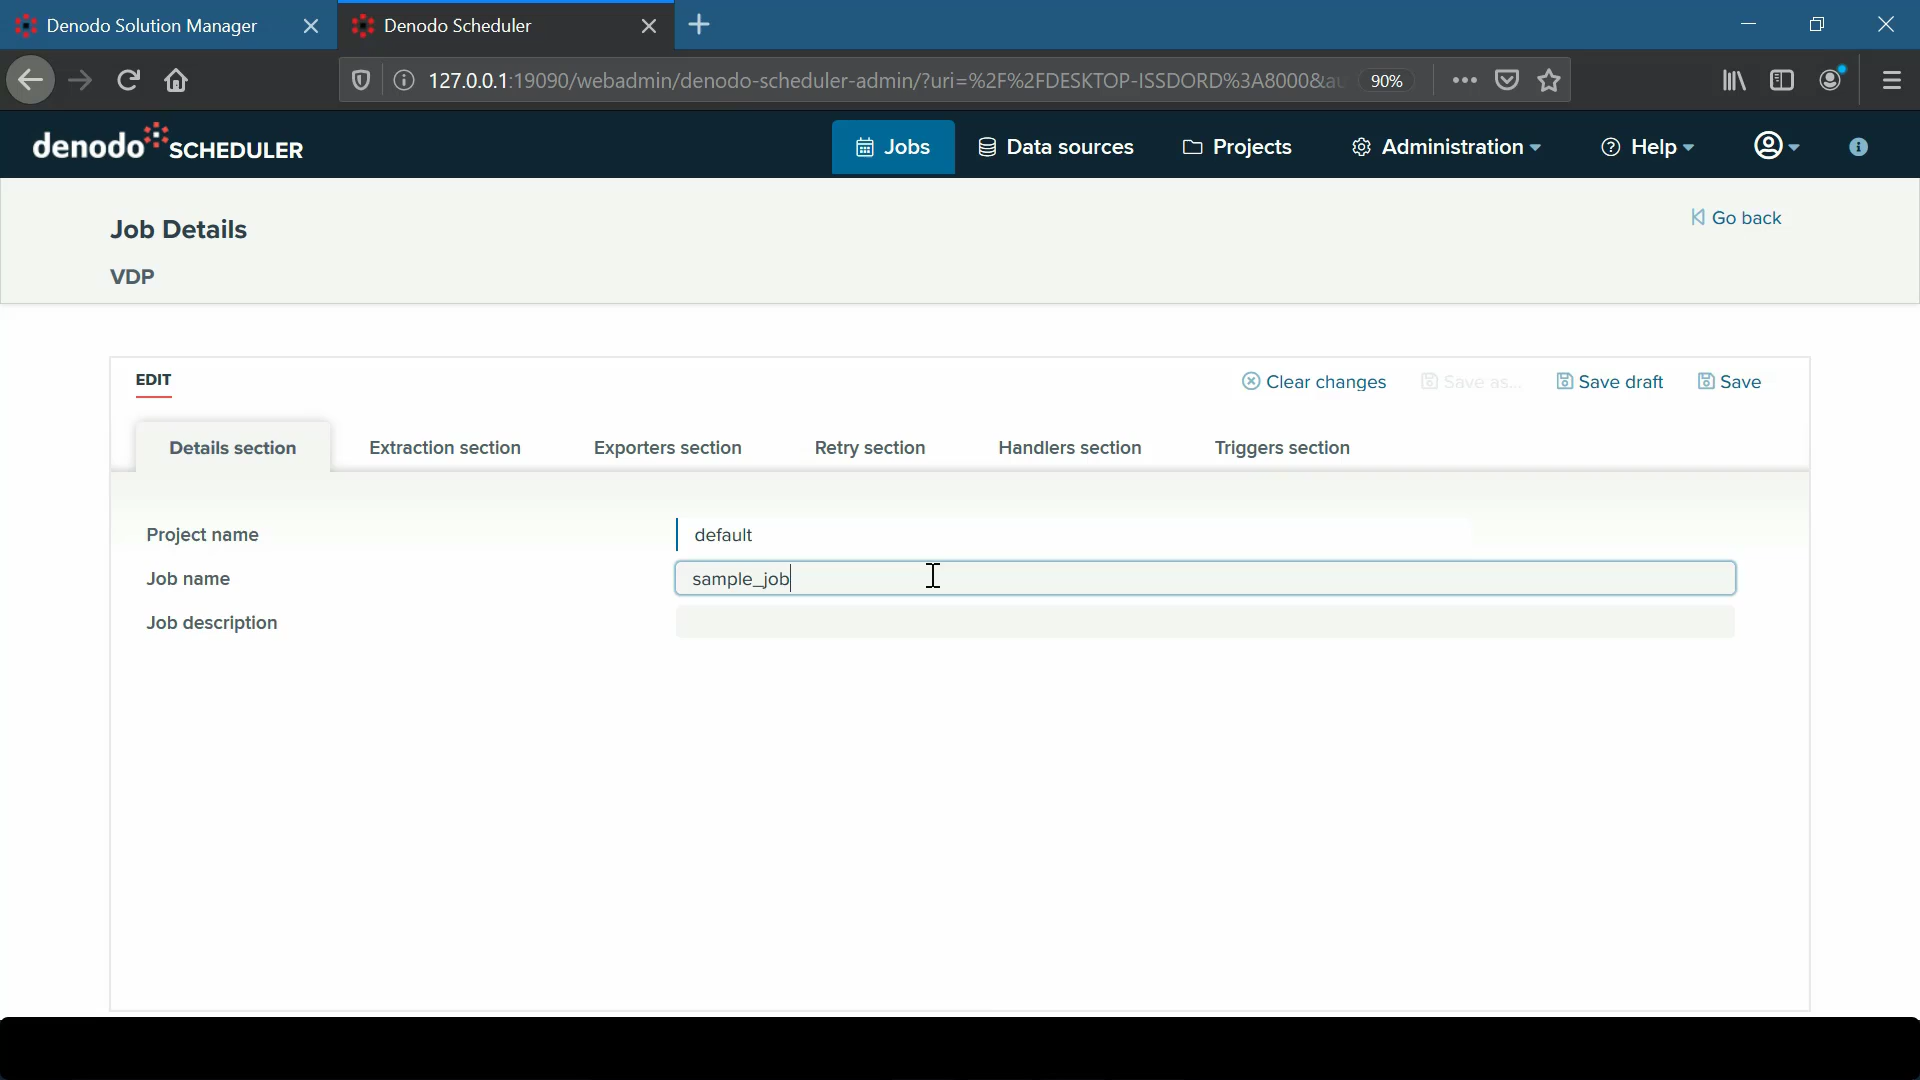 Denodo Solution Manager
Denodo Scheduler
127.0.0.1:19090/webadmin/denodo-scheduler-admin/?uri=%2F%2FDESKTOP-ISSDORD%3A8000&au
90%
denodo SCHEDULER
Jobs
Data sources
Projects
Administration
Help
Job Details
Go back
VDP
EDIT
Clear changes
Save as...
Save draft
Save
Details section
Extraction section
Exporters section
Retry section
Handlers section
Triggers section
Project name
default
Job name
sample_job
Job description